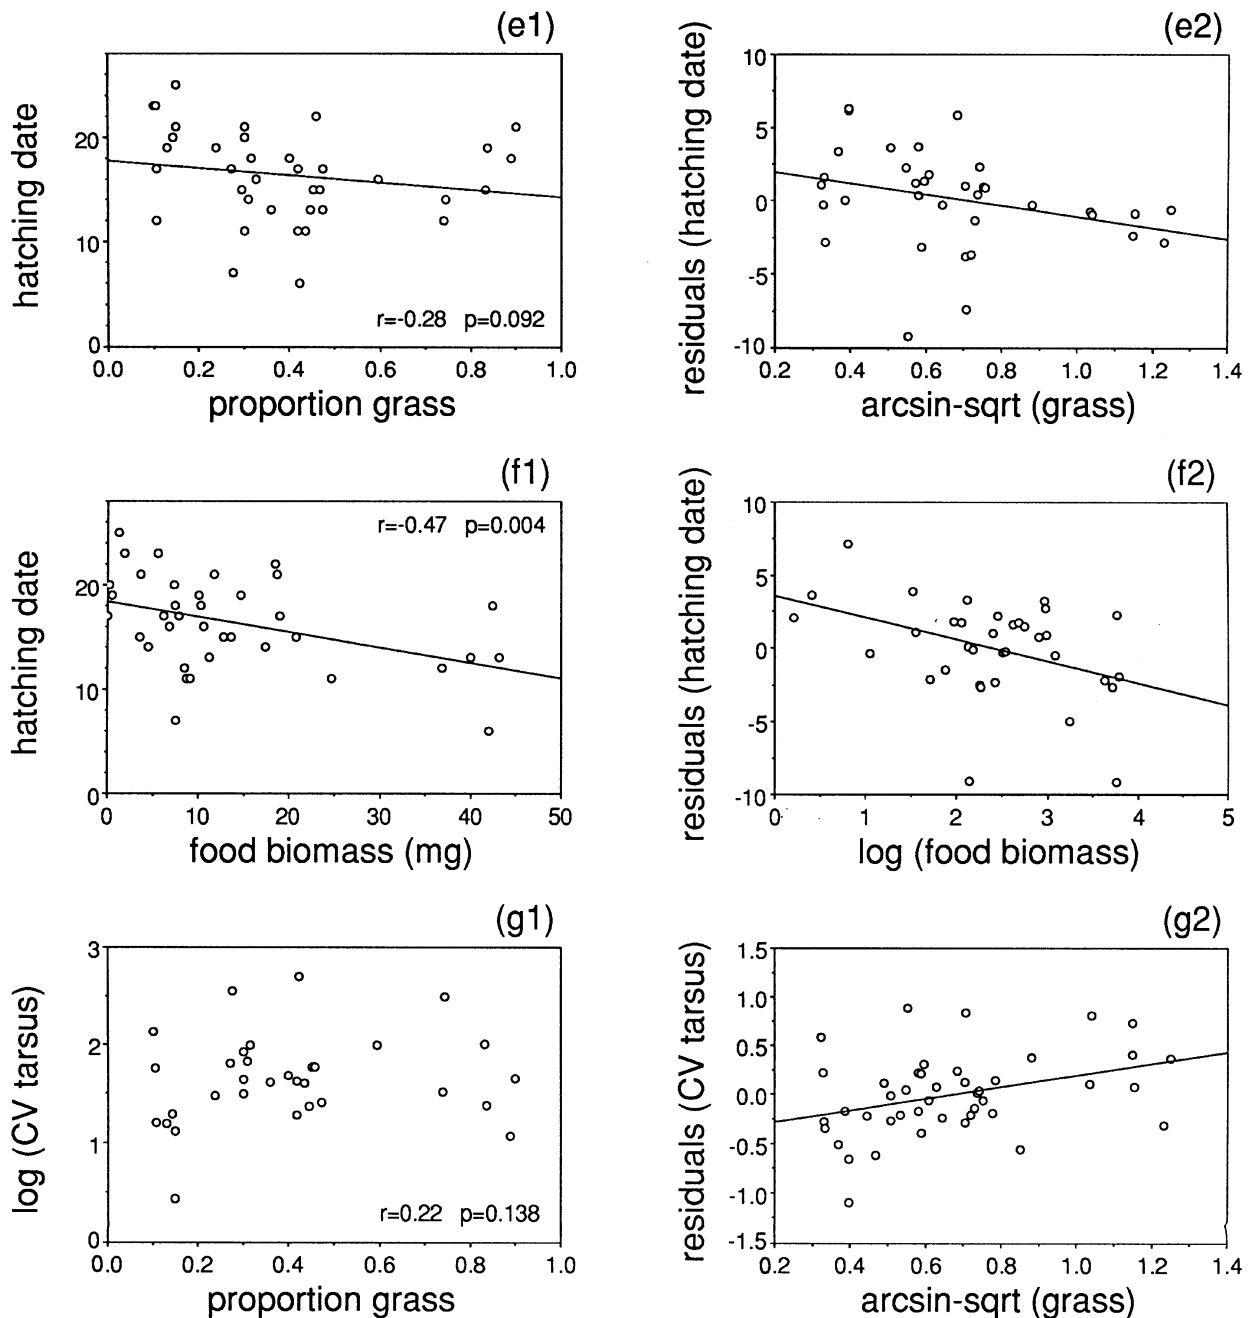 (e1)
hatching date
20
10
0
r=-0.28 p=0.092
0.0 0.2 0.4 0.6 0.8 1.0
proportion grass
(e2)
residuals (hatching date)
10
5
0
-5
-10
0.2 0.4 0.6 0.8 1.0 1.2 1.4
arcsin-sqrt (grass)
(f1)
hatching date
r=-0.47 p=0.004
20
10
0
0 10 20 30 40 50
food biomass (mg)
(f2)
residuals (hatching date)
10
5
0
-5
-10
0 1 2 3 4 5
log (food biomass)
(g1)
log (CV tarsus)
3
2
1
0
r=0.22 p=0.138
0.0 0.2 0.4 0.6 0.8 1.0
proportion grass
(g2)
residuals (CV tarsus)
1.5
1.0
0.5
0.0
-0.5
-1.0
-1.5
0.2 0.4 0.6 0.8 1.0 1.2 1.4
arcsin-sqrt (grass)